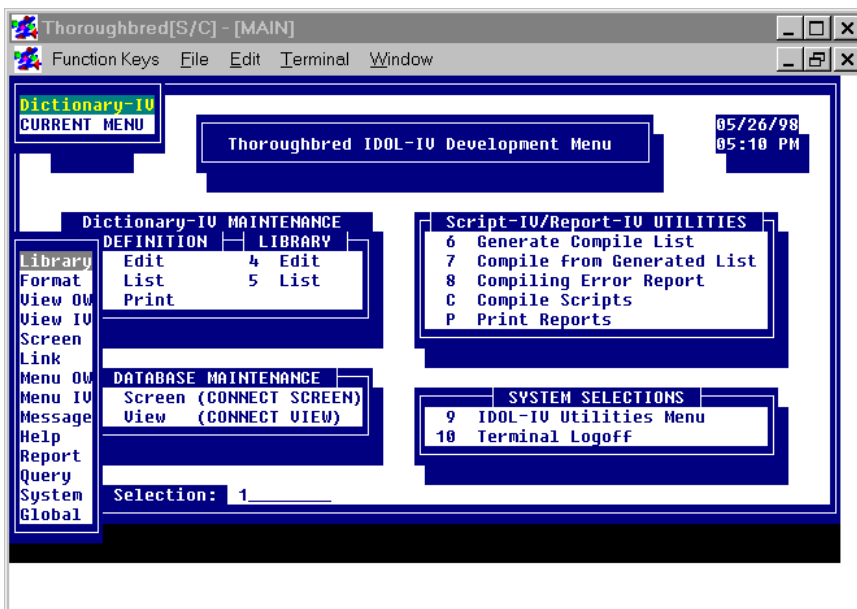 Thoroughbred[S/C] - [MAIN]
Function Keys File Edit Terminal Window
Dictionary-IV
CURRENT MENU
Thoroughbred IDOL-IV Development Menu
05/26/98
05:10 PM
Dictionary-IV MAINTENANCE
DEFINITION LIBRARY
Edit 4 Edit
List 5 List
Print
Library
Format
View OW
View IV
Screen
Link
Menu OW
Menu IV
Message
Help
Report
Query
System
Global
DATABASE MAINTENANCE
Screen (CONNECT SCREEN)
View (CONNECT VIEW)
Script-IV/Report-IV UTILITIES
6 Generate Compile List
7 Compile from Generated List
8 Compiling Error Report
C Compile Scripts
P Print Reports
SYSTEM SELECTIONS
9 IDOL-IV Utilities Menu
10 Terminal Logoff
Selection: 1